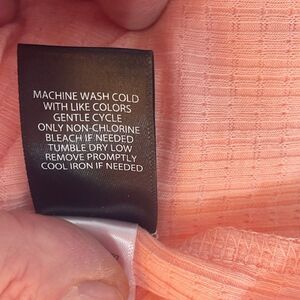 MACHINE WASH COLD
WITH LIKE COLORS
GENTLE CYCLE
ONLY NON-CHLORINE
BLEACH IF NEEDED
TUMBLE DRY LOW
REMOVE PROMPTLY
COOL IRON IF NEEDED